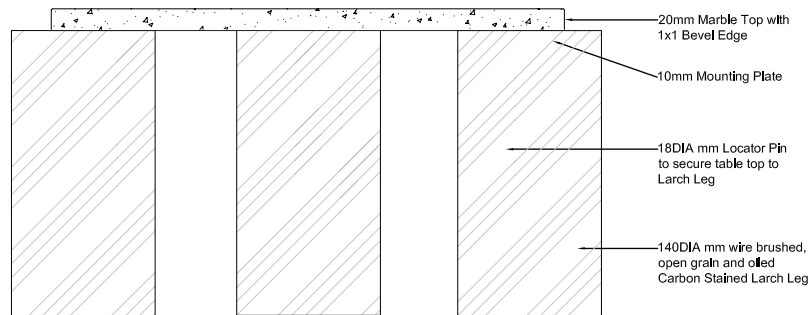 20mm Marble Top with
1x1 Bevel Edge
10mm Mounting Plate
18DIA mm Locator Pin
to secure table top to
Larch Leg
140DIA mm wire brushed,
open grain and oiled
Carbon Stained Larch Leg